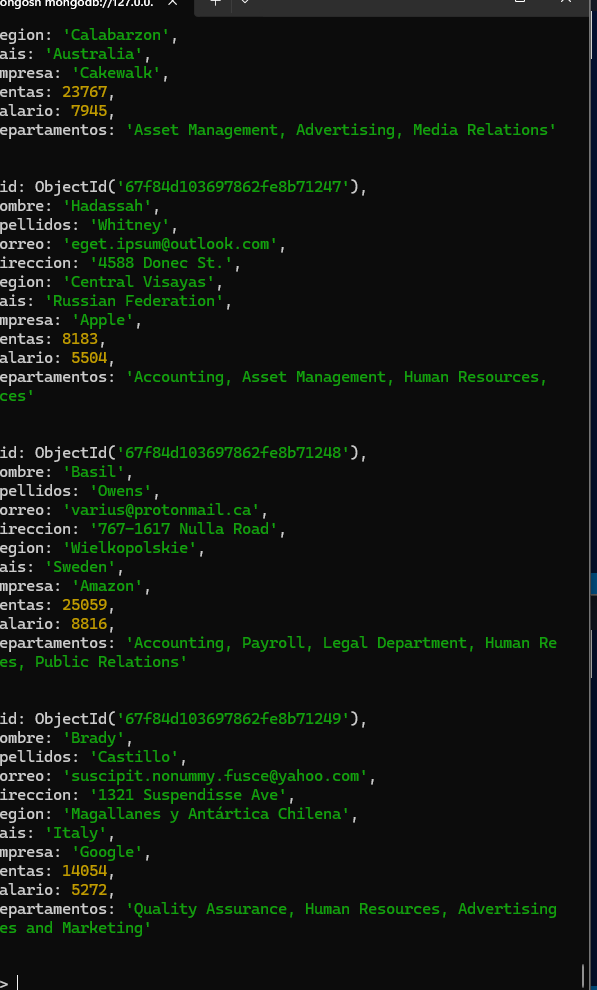 ongosh mongodb://127.0.0.
egion: 'Calabarzon',
ais: 'Australia',
mpresa: 'Cakewalk',
entas: 23767,
alario: 7945,
epartamentos: 'Asset Management, Advertising, Media Relations'
id: ObjectId('67f84d103697862fe8b71247'),
ombre: 'Hadassah',
pellidos: 'Whitney',
orreo: 'eget.ipsum@outlook.com',
ireccion: '4588 Donec St.',
egion: 'Central Visayas',
ais: 'Russian Federation',
mpresa: 'Apple',
entas: 8183,
alario: 5504,
epartamentos: 'Accounting, Asset Management, Human Resources,
ces'
id: ObjectId('67f84d103697862fe8b71248'),
ombre: 'Basil',
pellidos: 'Owens',
orreo: 'varius@protonmail.ca',
ireccion: '767-1617 Nulla Road',
egion: 'Wielkopolskie',
ais: 'Sweden',
mpresa: 'Amazon',
entas: 25059,
alario: 8816,
epartamentos: 'Accounting, Payroll, Legal Department, Human Re
es, Public Relations'
id: ObjectId('67f84d103697862fe8b71249'),
ombre: 'Brady',
pellidos: 'Castillo',
orreo: 'suscipit.nonummy.fusce@yahoo.com',
ireccion: '1321 Suspendisse Ave',
egion: 'Magallanes y Antártica Chilena',
ais: 'Italy',
mpresa: 'Google',
entas: 14054,
alario: 5272,
epartamentos: 'Quality Assurance, Human Resources, Advertising
es and Marketing'
>